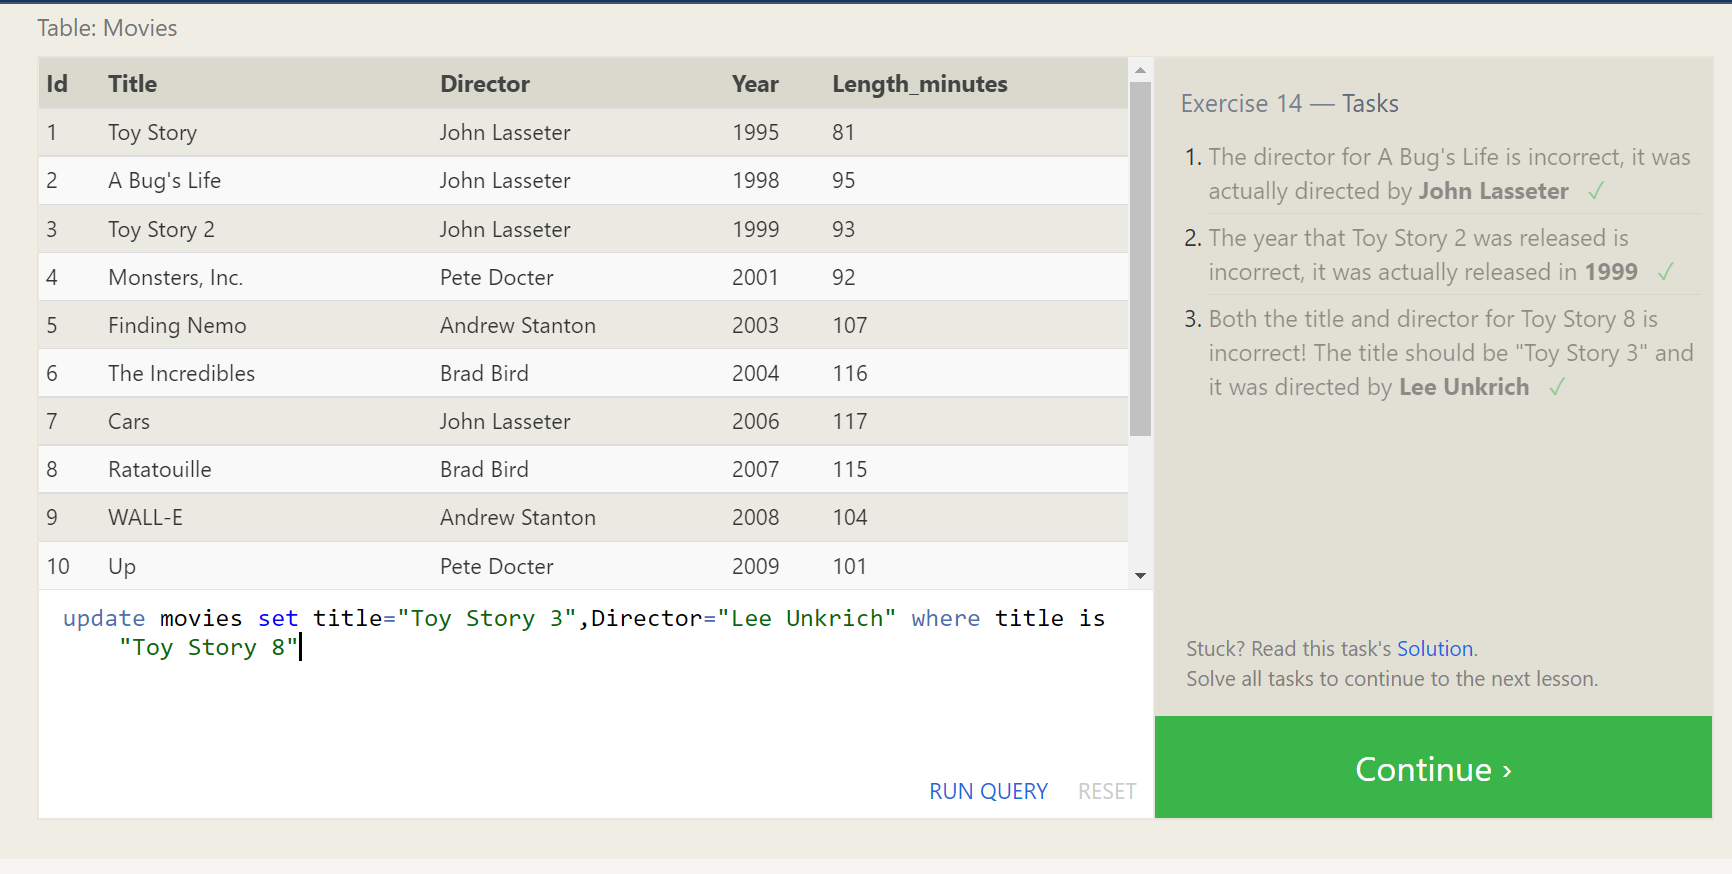 Table: Movies
Id Title Director Year Length_minutes
1 Toy Story John Lasseter 1995 81
2 A Bug's Life John Lasseter 1998 95
3 Toy Story 2 John Lasseter 1999 93
4 Monsters, Inc. Pete Docter 2001 92
5 Finding Nemo Andrew Stanton 2003 107
6 The Incredibles Brad Bird 2004 116
7 Cars John Lasseter 2006 117
8 Ratatouille Brad Bird 2007 115
9 WALL-E Andrew Stanton 2008 104
10 Up Pete Docter 2009 101
update movies set title="Toy Story 3",Director="Lee Unkrich" where title is
"Toy Story 8"
RUN QUERY RESET
Exercise 14 — Tasks
1. The director for A Bug's Life is incorrect, it was
actually directed by John Lasseter ✓
2. The year that Toy Story 2 was released is
incorrect, it was actually released in 1999 ✓
3. Both the title and director for Toy Story 8 is
incorrect! The title should be "Toy Story 3" and
it was directed by Lee Unkrich ✓
Stuck? Read this task's Solution.
Solve all tasks to continue to the next lesson.
Continue ›